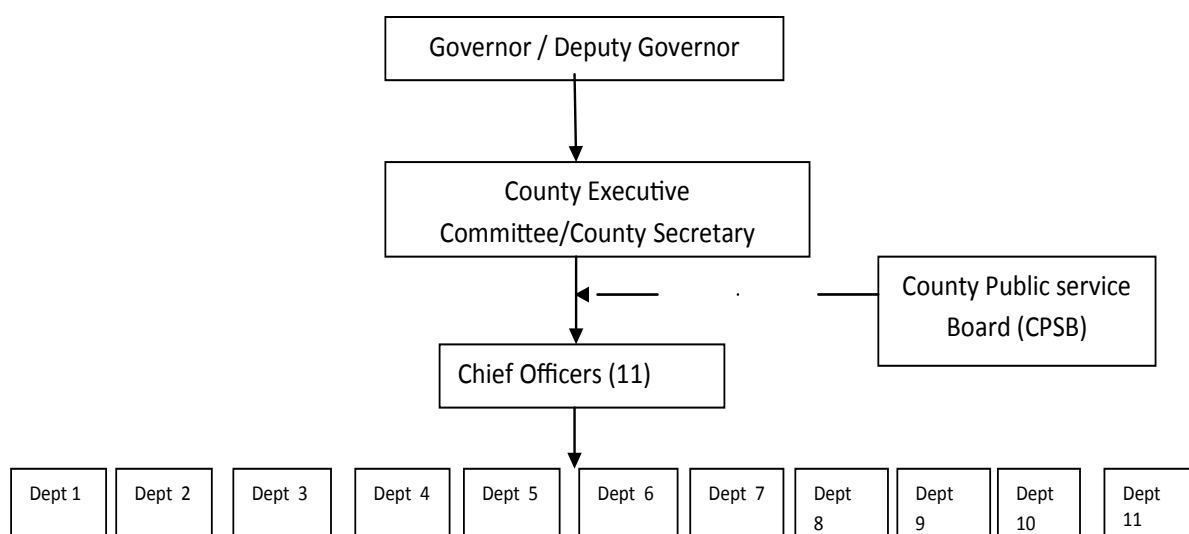 Governor / Deputy Governor
County Executive
Committee/County Secretary
County Public service
Board (CPSB)
Chief Officers (11)
Dept 1
Dept 2
Dept 3
Dept 4
Dept 5
Dept 6
Dept 7
Dept
8
Dept
9
Dept
10
Dept
11